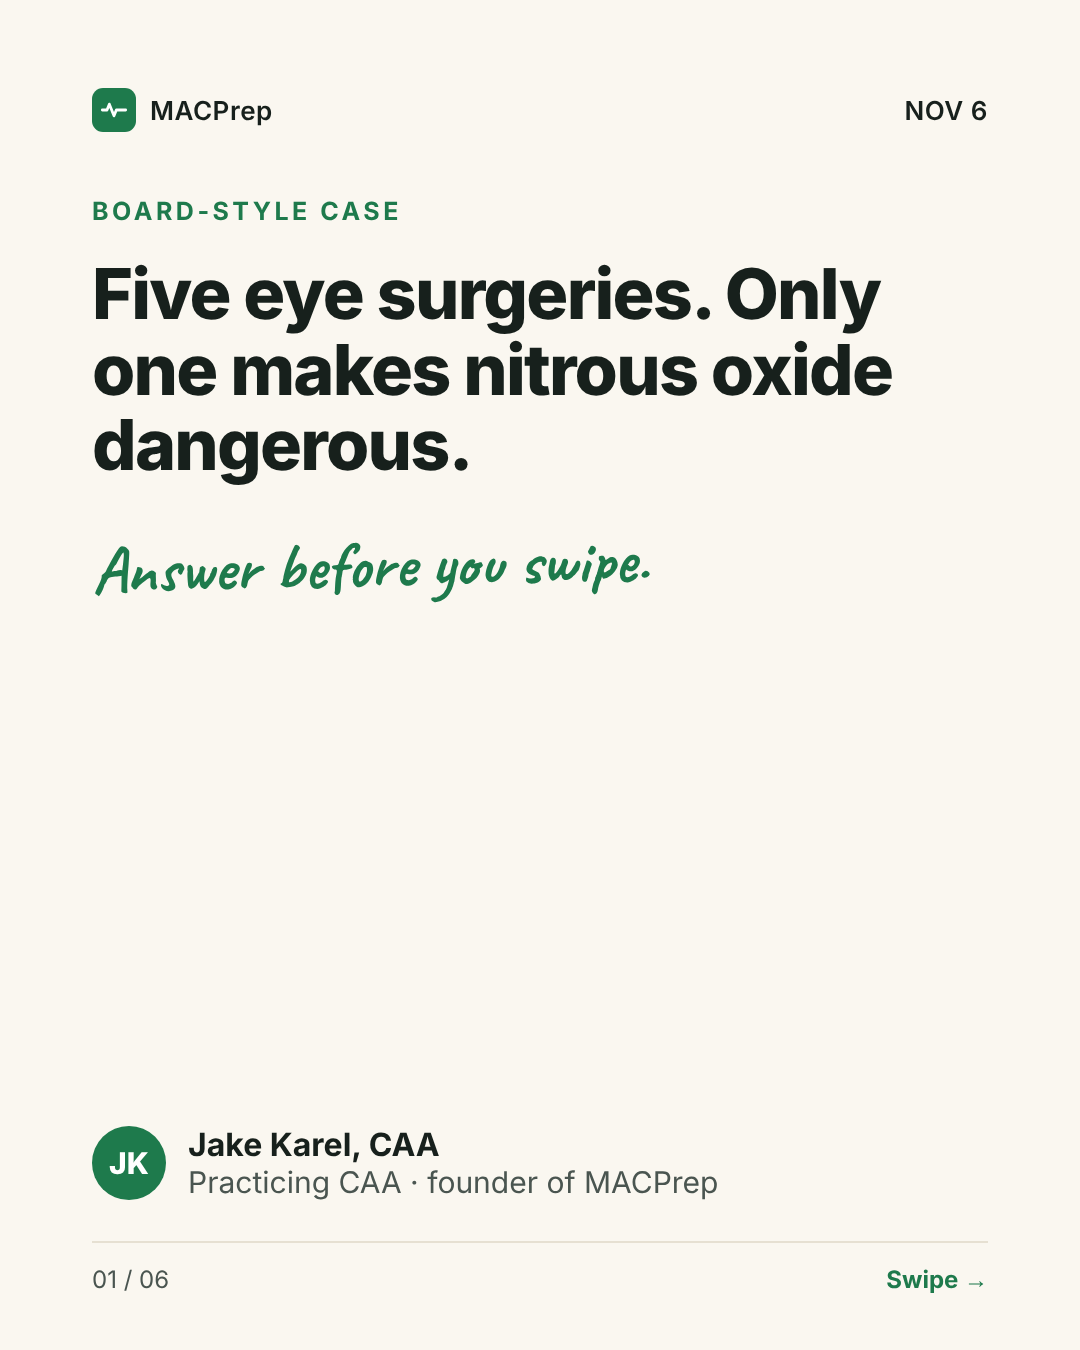 MACPrep
NOV 6
BOARD-STYLE CASE
Five eye surgeries. Only
one makes nitrous oxide
dangerous.
Answer before you swipe.
JK
Jake Karel, CAA
Practicing CAA · founder of MACPrep
01 / 06
Swipe →